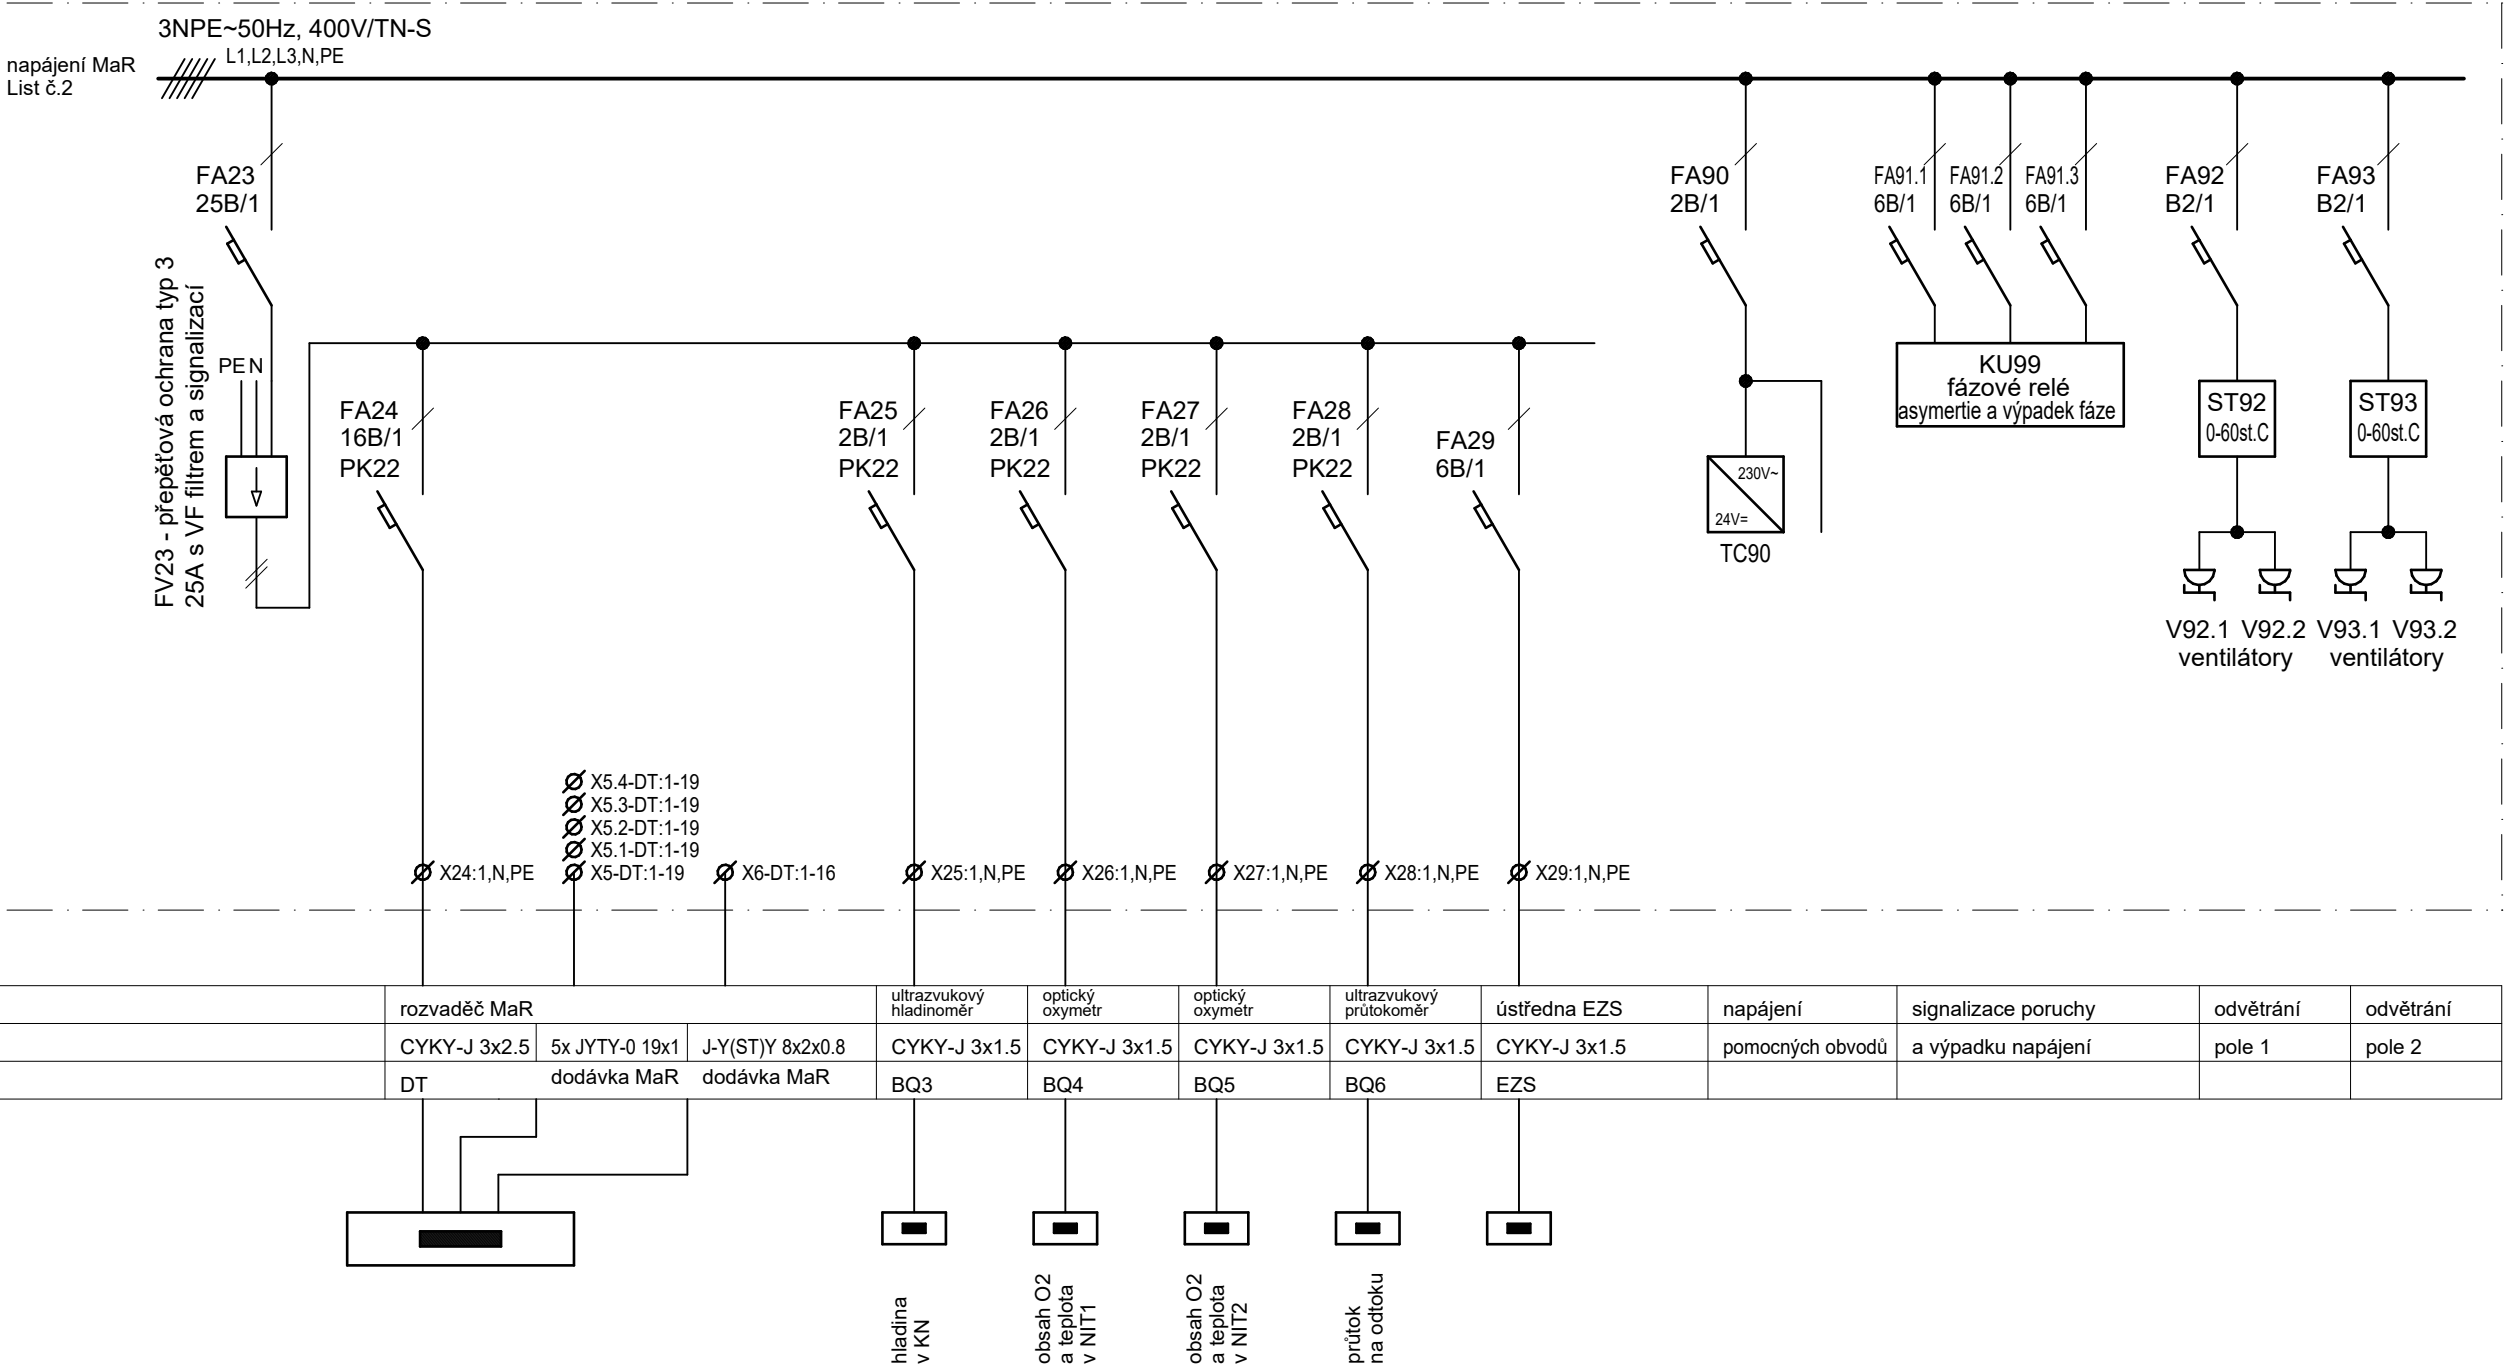 3NPE~50Hz, 400V/TN-S
L1,L2,L3,N,PE
napájení MaR
List č.2
FA23
25B/1
FA90
2B/1
FA91.1
6B/1
FA91.2
6B/1
FA91.3
6B/1
FA92
B2/1
FA93
B2/1
FV23 - přepěťová ochrana typ 3
25A s VF filtrem a signalizací
PE N
FA24
16B/1
PK22
FA25
2B/1
PK22
FA26
2B/1
PK22
FA27
2B/1
PK22
FA28
2B/1
PK22
FA29
6B/1
230V~
24V=
TC90
KU99
fázové relé
asymertie a výpadek fáze
ST92
0-60st.C
ST93
0-60st.C
V92.1
V92.2
ventilátory
V93.1
V93.2
ventilátory
X5.4-DT:1-19
X5.3-DT:1-19
X5.2-DT:1-19
X5.1-DT:1-19
X24:1,N,PE
X5-DT:1-19
X6-DT:1-16
X25:1,N,PE
X26:1,N,PE
X27:1,N,PE
X28:1,N,PE
X29:1,N,PE
rozvaděč MaR
ultrazvukový
hladinoměr
optický
oxymetr
optický
oxymetr
ultrazvukový
průtokoměr
ústředna EZS
napájení
signalizace poruchy
odvětrání
odvětrání
CYKY-J 3x2.5
5x JYTY-0 19x1
J-Y(ST)Y 8x2x0.8
CYKY-J 3x1.5
CYKY-J 3x1.5
CYKY-J 3x1.5
CYKY-J 3x1.5
CYKY-J 3x1.5
pomocných obvodů
a výpadku napájení
pole 1
pole 2
DT
dodávka MaR
dodávka MaR
BQ3
BQ4
BQ5
BQ6
EZS
hladina
v KN
obsah O2
a teplota
v NIT1
obsah O2
a teplota
v NIT2
průtok
na odtoku